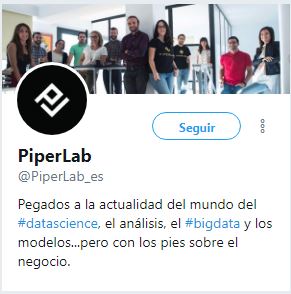 Seguir
PiperLab
@PiperLab_es
Pegados a la actualidad del mundo del
#datascience, el análisis, el #bigdata y los
modelos...pero con los pies sobre el
negocio.